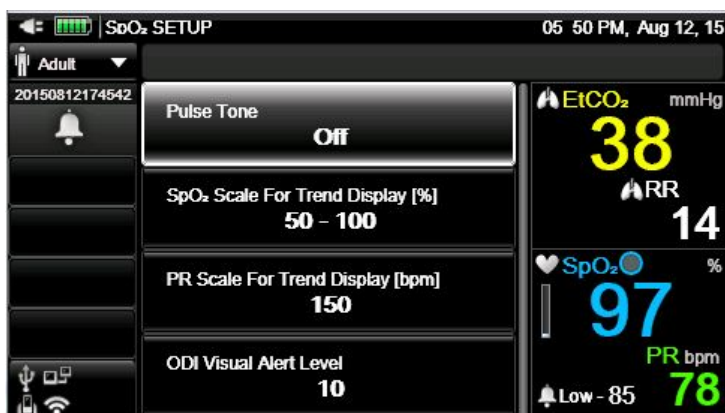 SpO₂ SETUP
05 50 PM, Aug 12, 15
Adult
20150812174542
Pulse Tone
Off
SpO₂ Scale For Trend Display [%]
50 - 100
PR Scale For Trend Display [bpm]
150
ODI Visual Alert Level
10
EtCO₂ mmHg
38
RR
14
SpO₂ %
97
PR bpm
Low - 85 78